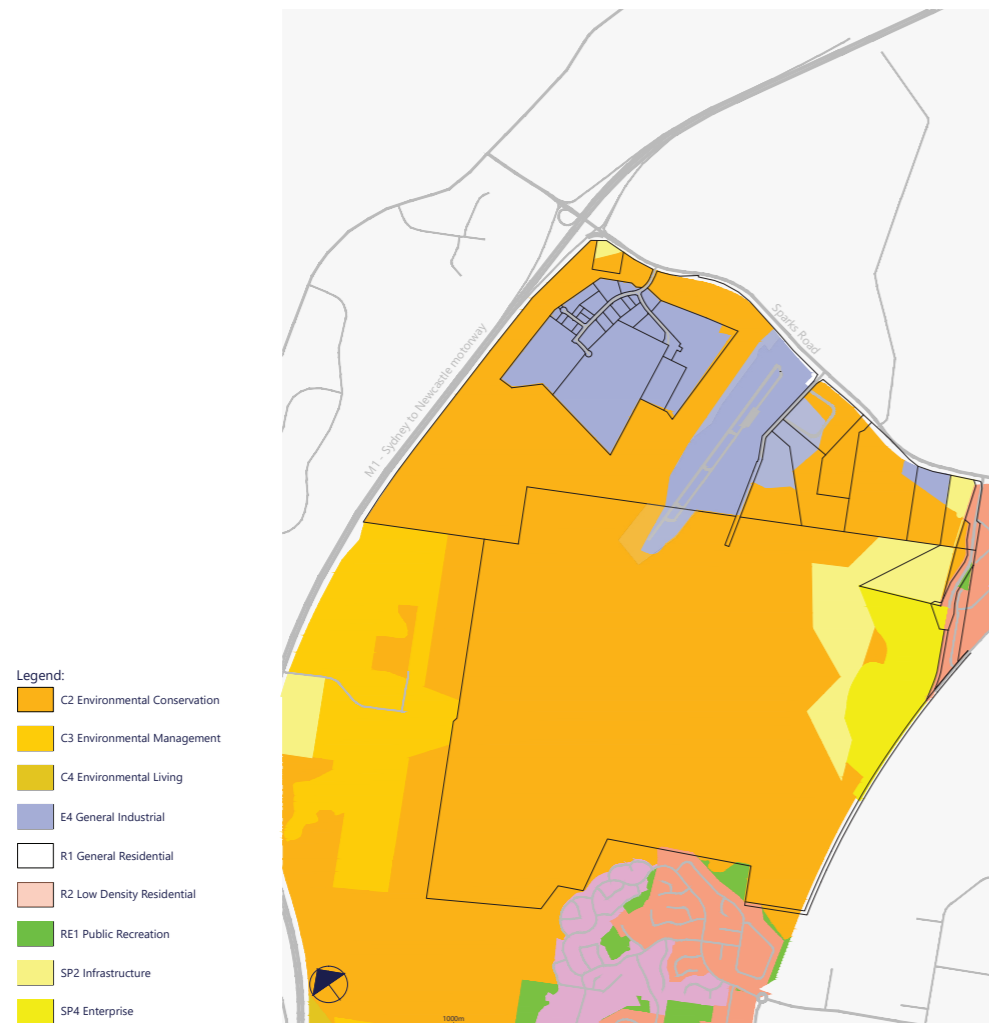 Sparks Road
M1 - Sydney to Newcastle motorway
Legend:
C2 Environmental Conservation
C3 Environmental Management
C4 Environmental Living
E4 General Industrial
R1 General Residential
R2 Low Density Residential
RE1 Public Recreation
SP2 Infrastructure
SP4 Enterprise
1000m